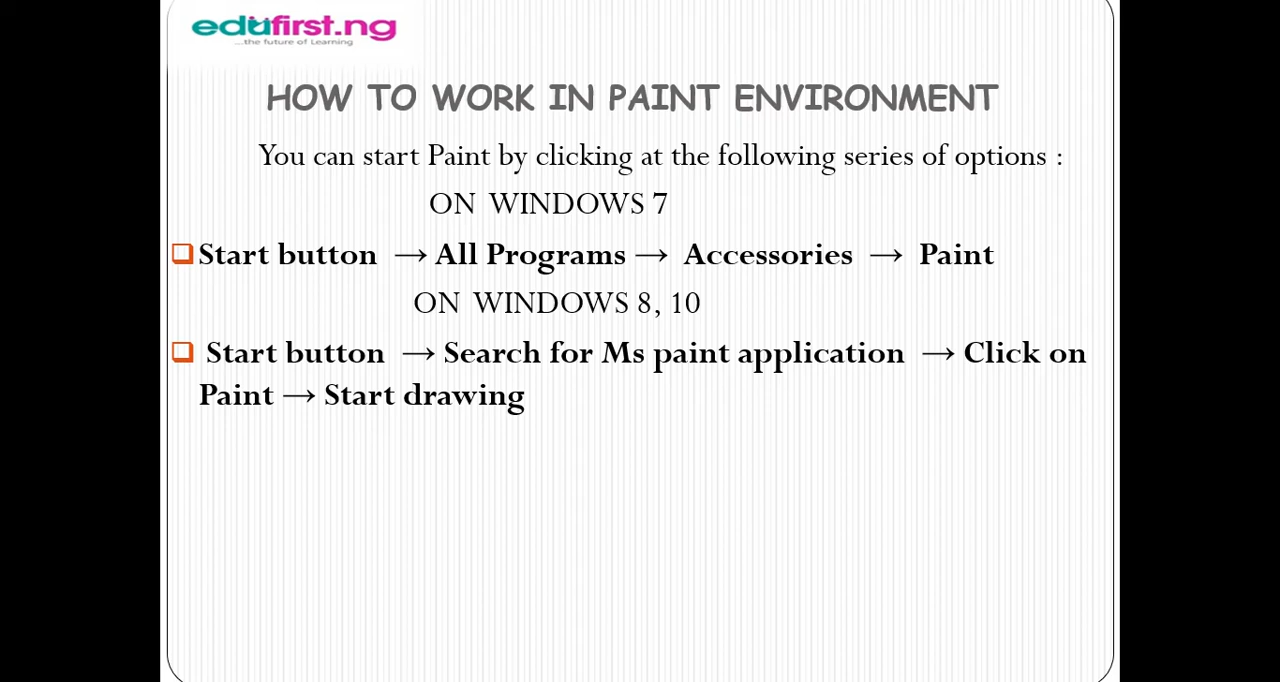 edufirst.ng
...the future of Learning
HOW TO WORK IN PAINT ENVIRONMENT
You can start Paint by clicking at the following series of options :
ON WINDOWS 7
Start button → All Programs → Accessories → Paint
ON WINDOWS 8, 10
Start button → Search for Ms paint application → Click on
Paint → Start drawing